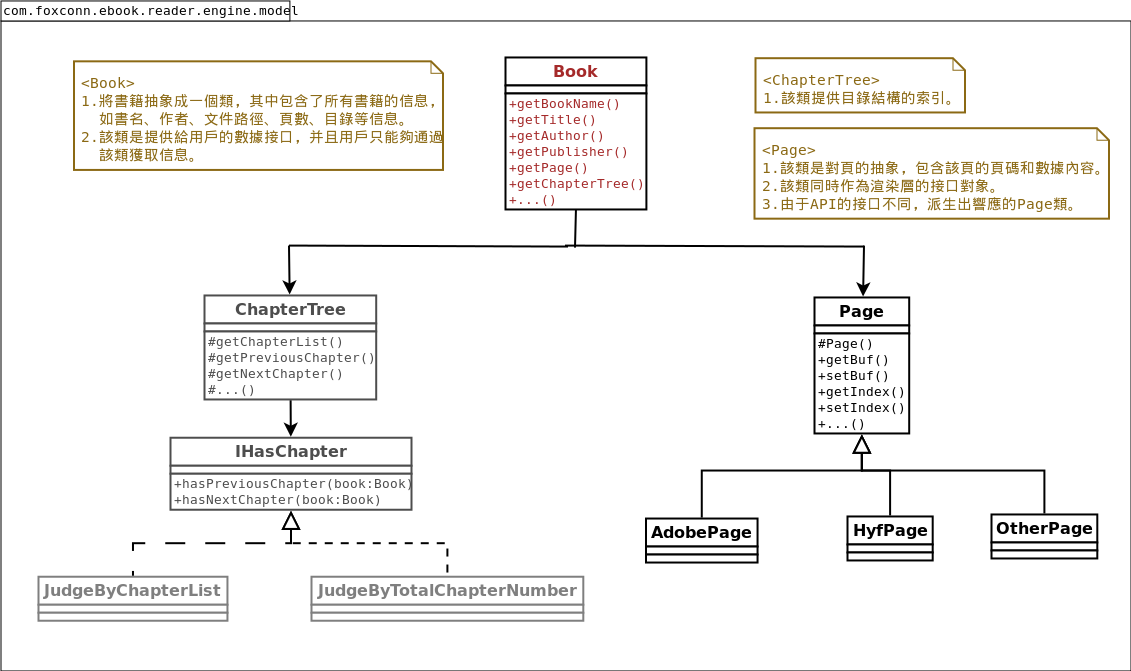 com.foxconn.ebook.reader.engine.model
<Book>
1.將書籍抽象成一個類，其中包含了所有書籍的信息，
如書名、作者、文件路徑、頁數、目錄等信息。
2.該類是提供給用戶的數據接口，并且用戶只能夠通過
該類獲取信息。
Book
+getBookName()
+getTitle()
+getAuthor()
+getPublisher()
+getPage()
+getChapterTree()
+...()
<ChapterTree>
1.該類提供目錄結構的索引。
<Page>
1.該類是對頁的抽象，包含該頁的頁碼和數據內容。
2.該類同時作為渲染層的接口對象。
3.由于API的接口不同，派生出響應的Page類。
ChapterTree
#getChapterList()
#getPreviousChapter()
#getNextChapter()
#...()
Page
#Page()
+getBuf()
+setBuf()
+getIndex()
+setIndex()
+...()
IHasChapter
+hasPreviousChapter(book:Book)
+hasNextChapter(book:Book)
AdobePage
HyfPage
OtherPage
JudgeByChapterList
JudgeByTotalChapterNumber